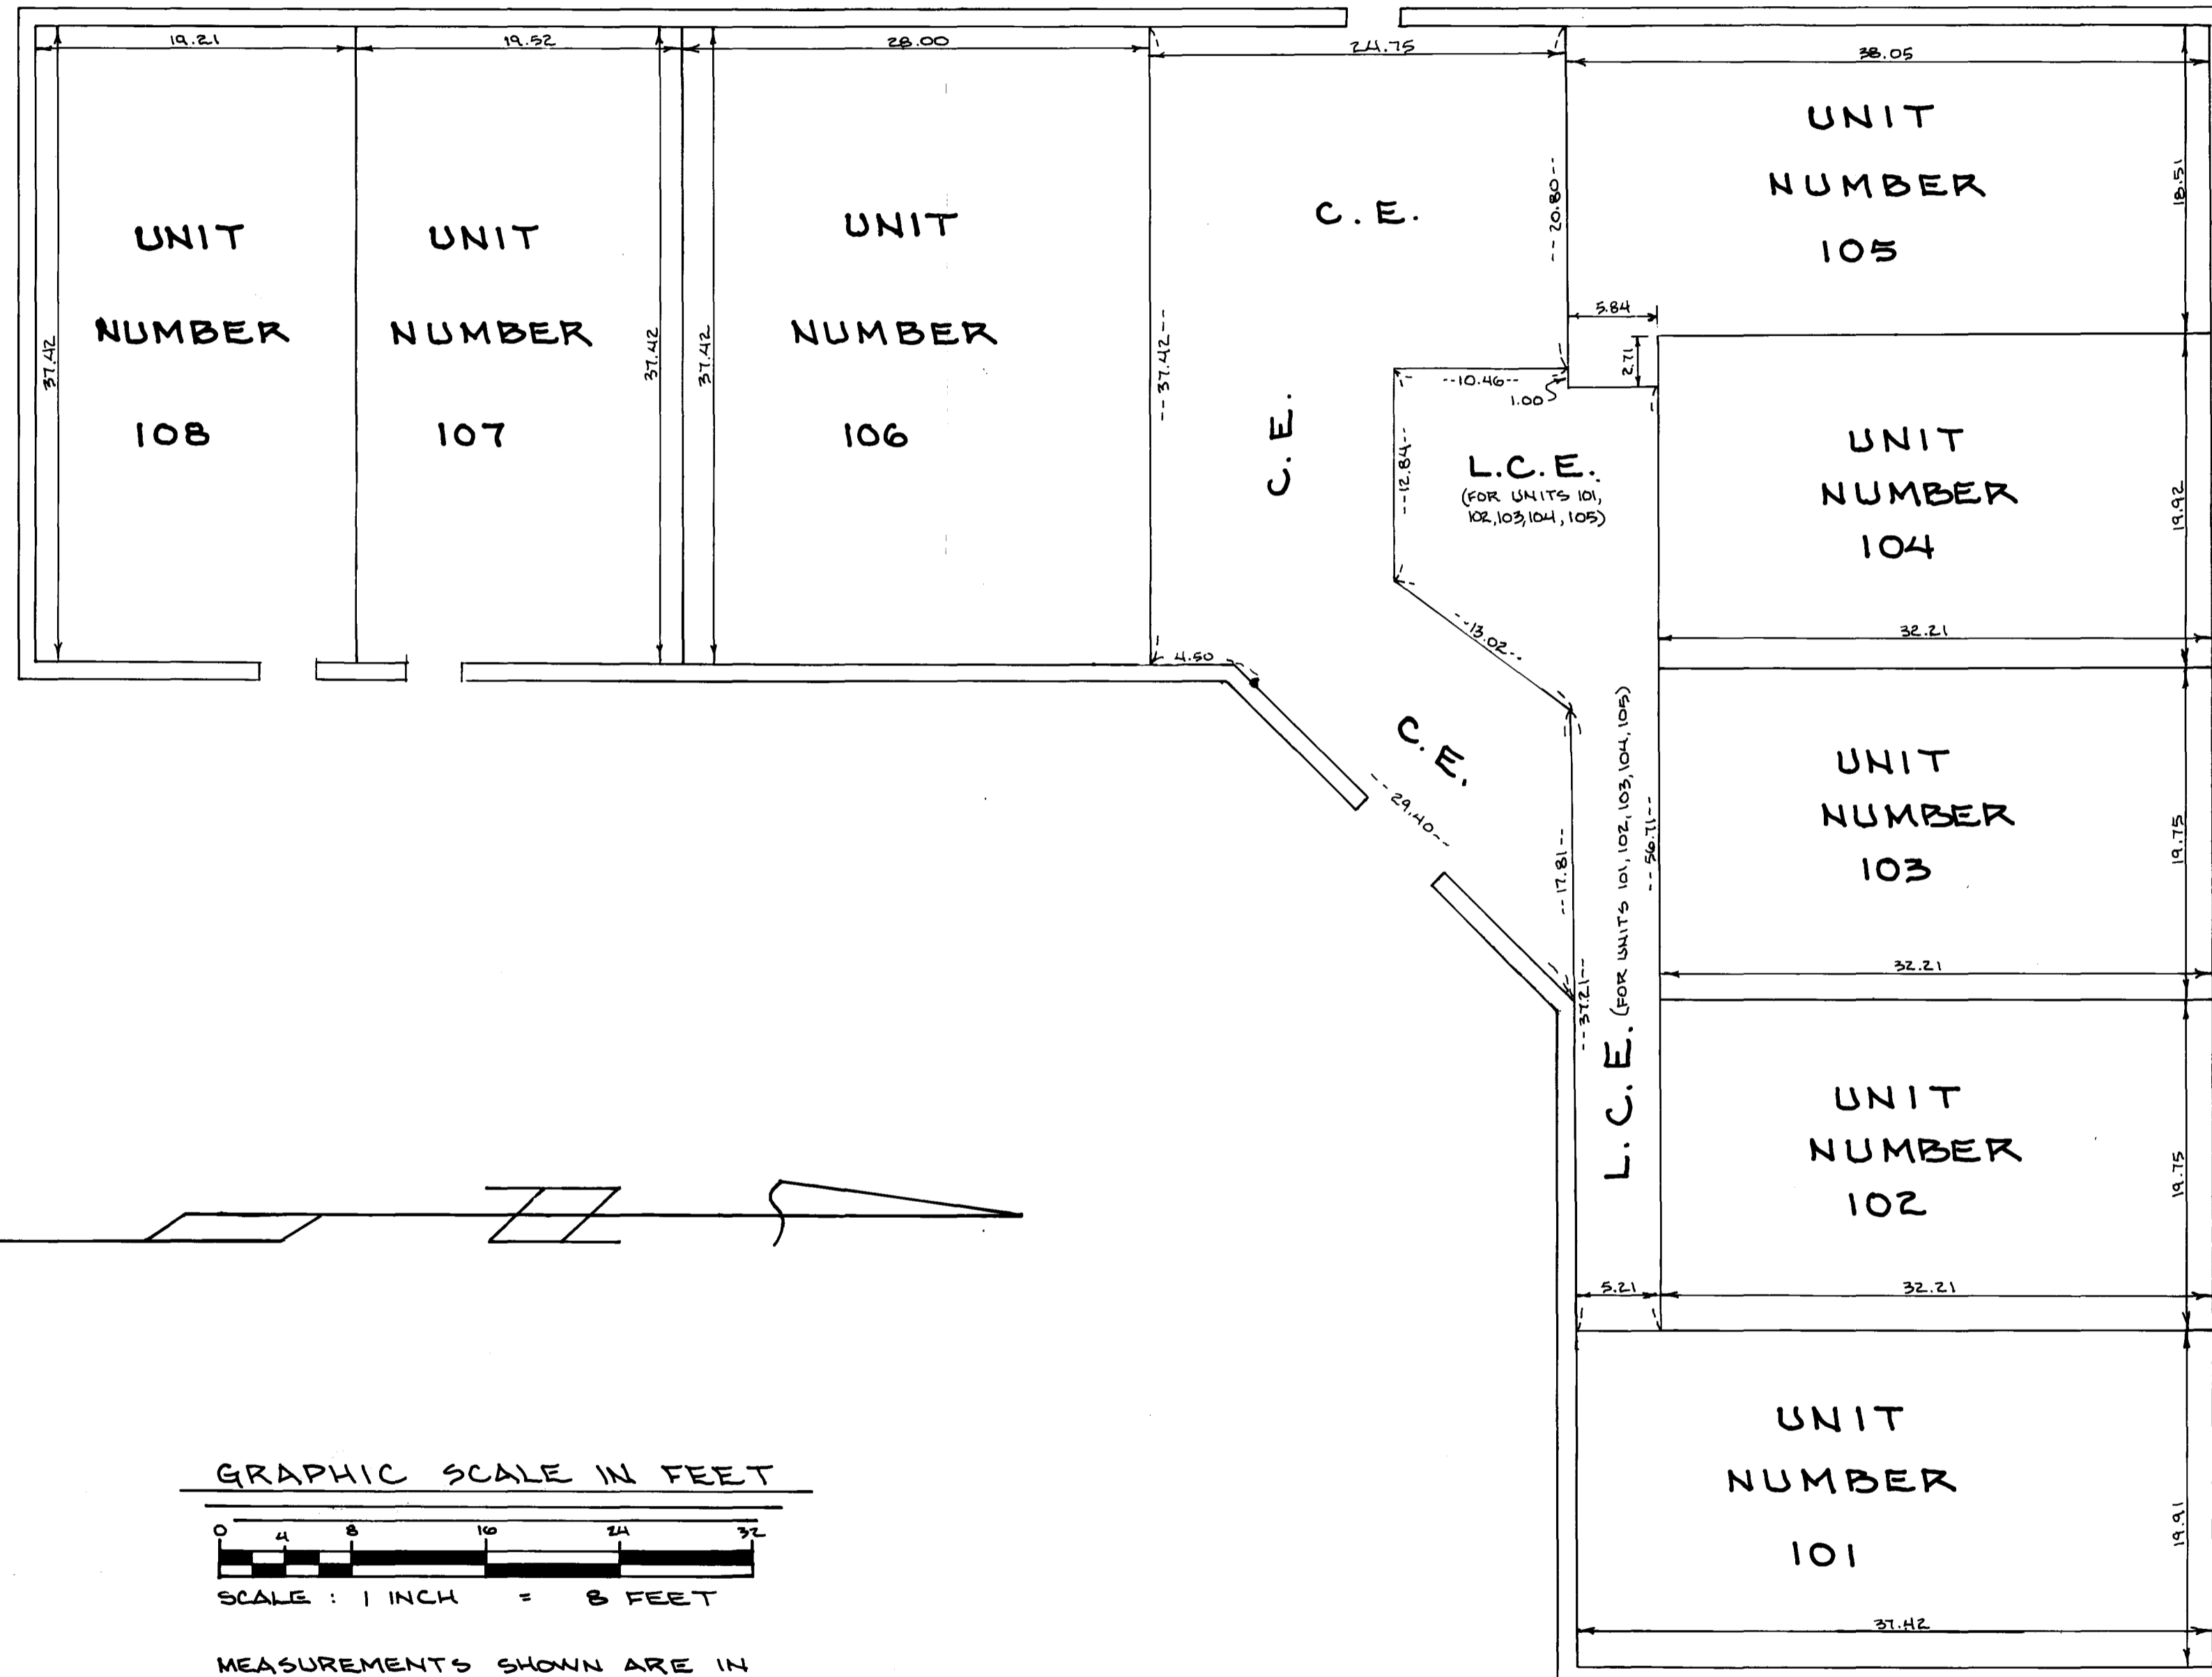 19.21
19.52
28.00
24.75
38.05
UNIT
NUMBER
108
37.42
UNIT
NUMBER
107
37.42
UNIT
NUMBER
106
37.42
--37.42--
4.50
C.E.
C.E.
C.E.
--20.80--
5.84
2.71
--10.46--
1.00
--12.84--
L.C.E.
(FOR UNITS 101,
102,103,104,105)
--13.02--
--29.40--
--17.81--
--37.21--
L.C.E. (FOR UNITS 101,102,103,104,105)
--56.71--
5.21
UNIT
NUMBER
105
18.51
UNIT
NUMBER
104
19.92
32.21
UNIT
NUMBER
103
19.75
32.21
UNIT
NUMBER
102
19.75
32.21
UNIT
NUMBER
101
19.91
37.42
N
GRAPHIC SCALE IN FEET
0 4 8 16 24 32
SCALE : 1 INCH = 8 FEET
MEASUREMENTS SHOWN ARE IN